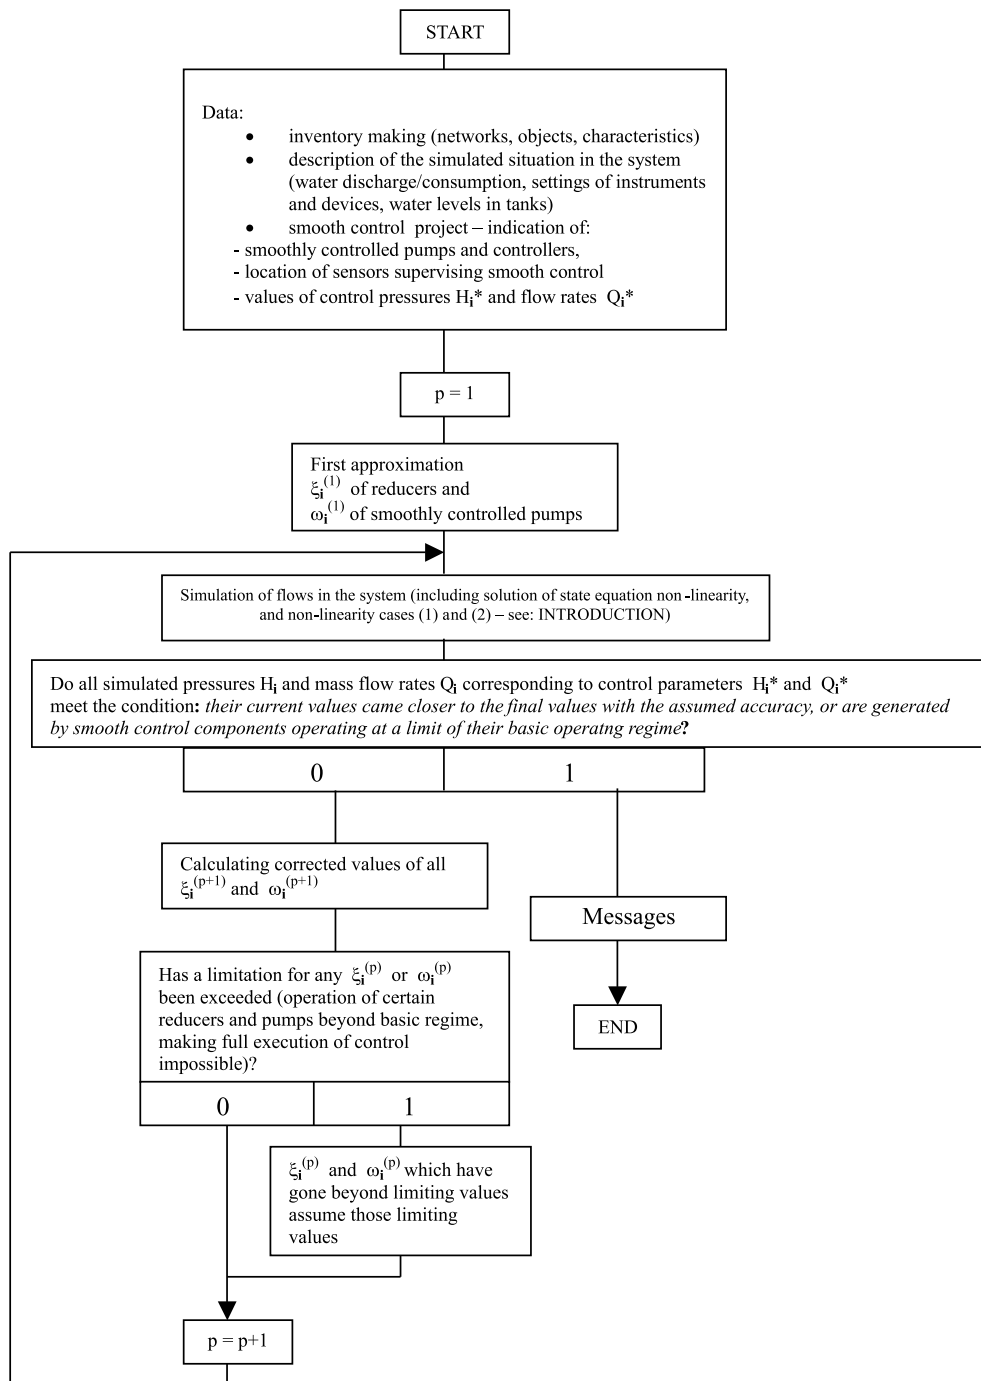 START
Data:
• inventory making (networks, objects, characteristics)
• description of the simulated situation in the system
(water discharge/consumption, settings of instruments
and devices, water levels in tanks)
• smooth control project – indication of:
- smoothly controlled pumps and controllers,
- location of sensors supervising smooth control
- values of control pressures Hi* and flow rates Qi*
p = 1
First approximation
ξi(1) of reducers and
ωi(1) of smoothly controlled pumps
Simulation of flows in the system (including solution of state equation non-linearity,
and non-linearity cases (1) and (2) – see: INTRODUCTION)
Do all simulated pressures Hi and mass flow rates Qi corresponding to control parameters Hi* and Qi*
meet the condition: their current values came closer to the final values with the assumed accuracy, or are generated
by smooth control components operating at a limit of their basic operatng regime?
0 1
Calculating corrected values of all
ξi(p+1) and ωi(p+1)
Messages
Has a limitation for any ξi(p) or ωi(p)
been exceeded (operation of certain
reducers and pumps beyond basic regime,
making full execution of control
impossible)?
END
0 1
ξi(p) and ωi(p) which have
gone beyond limiting values
assume those limiting
values
p = p+1